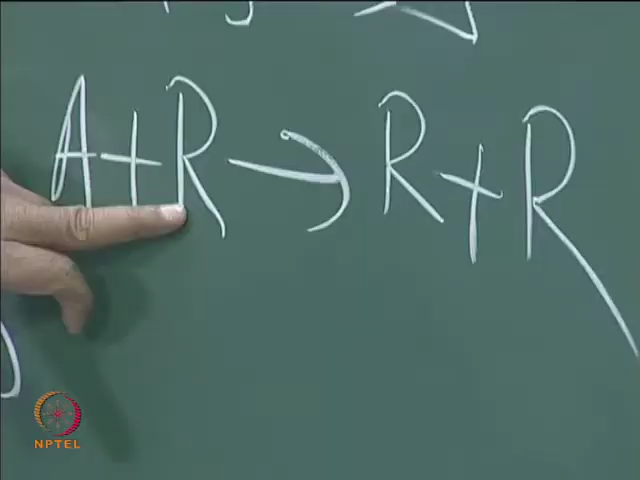 A + R → R + R
NPTEL